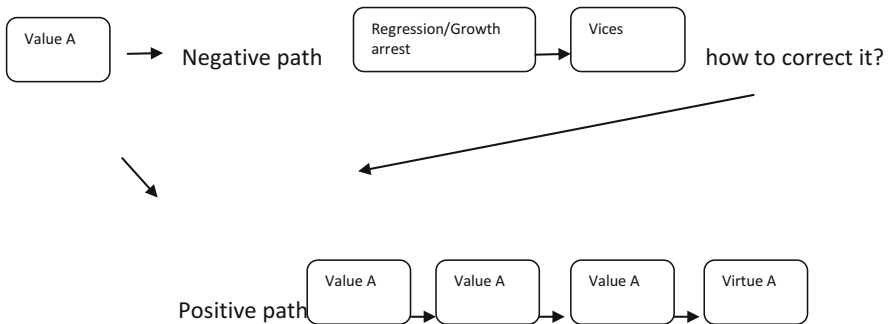 Value A
Negative path
Regression/Growth
arrest
Vices
how to correct it?
Positive path
Value A
Value A
Value A
Virtue A